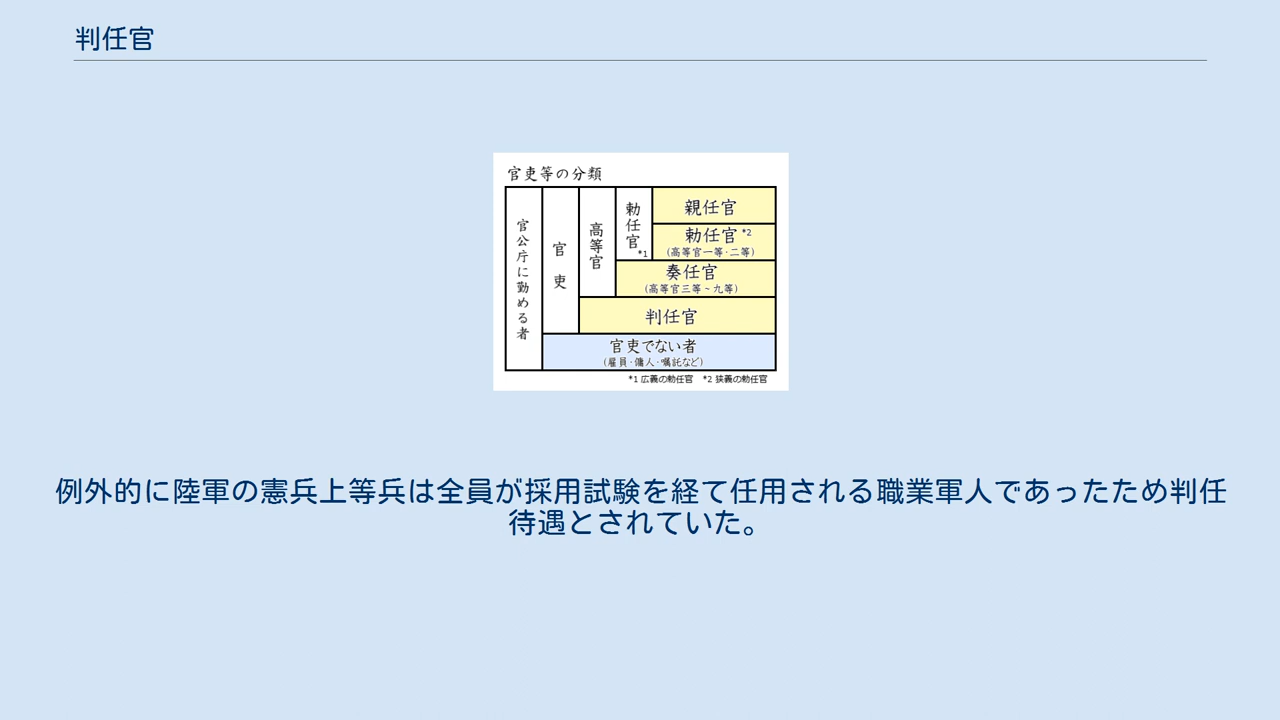 判任官
官吏等の分類
官公庁に勤める者
官吏
高等官
勅任官*1
親任官
勅任官*2
(高等官一等・二等)
奏任官
(高等官三等~九等)
判任官
官吏でない者
(雇員・傭人・嘱託など)
*1 広義の勅任官 *2 狭義の勅任官
例外的に陸軍の憲兵上等兵は全員が採用試験を経て任用される職業軍人であったため判任
待遇とされていた。